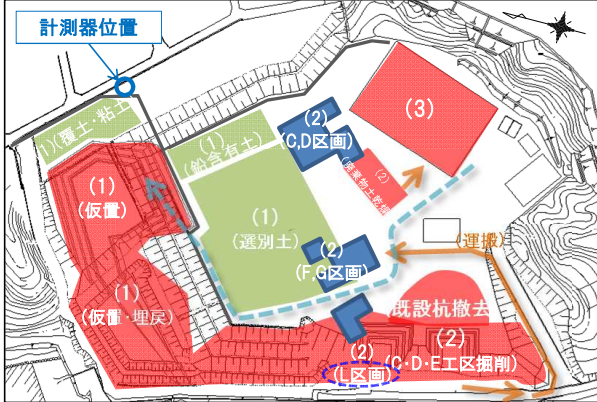 計測器位置
(1)(覆土・粘土)
(1)
(鉛含有土)
(2)
(C,D区画)
(3)
(2)
(1)
(仮置)
(1)
(選別土)
(運搬)
(2)
(F,G区画)
(1)
(仮置・埋戻)
既設杭撤去
(2)
(L区画)
(2)
(C・D・E工区掘削)